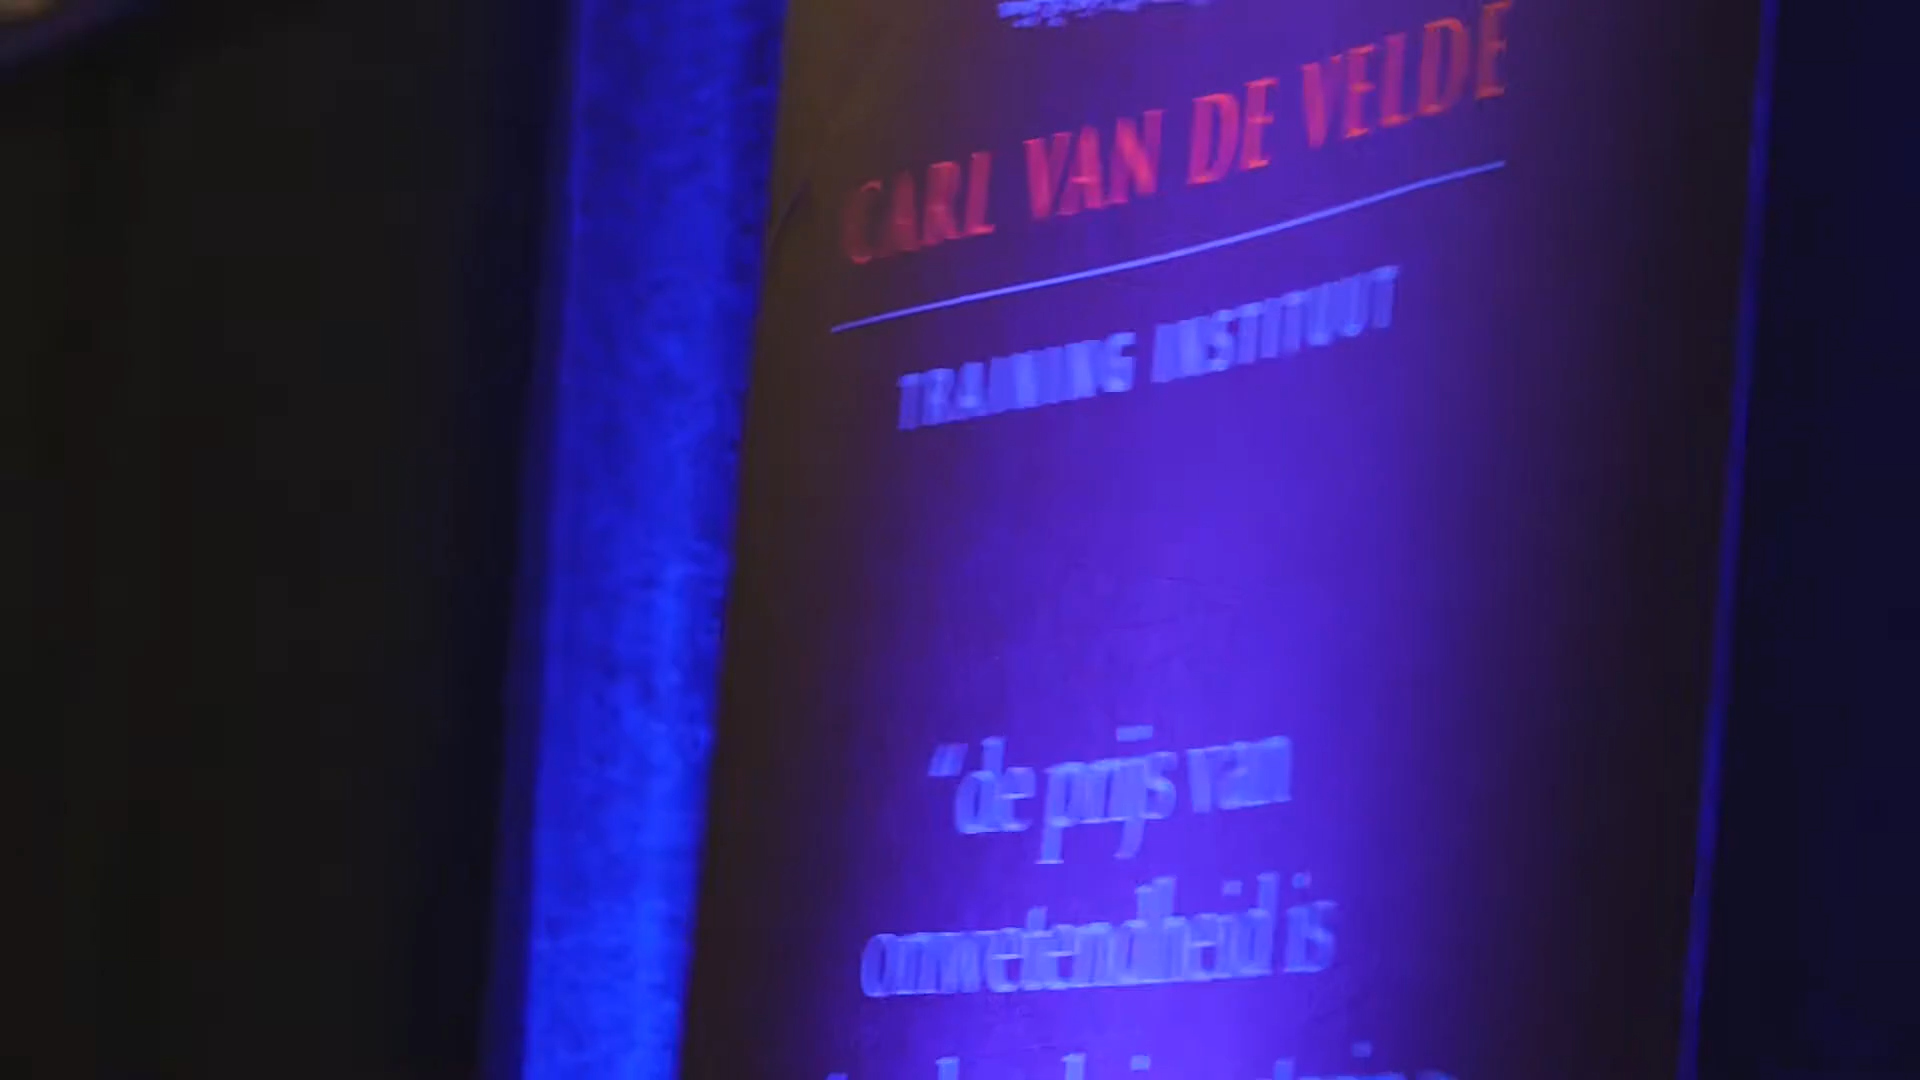 CARL VAN DE VELDE
TRAINING INSTITUUT
“de prijs van
onwetendheid is